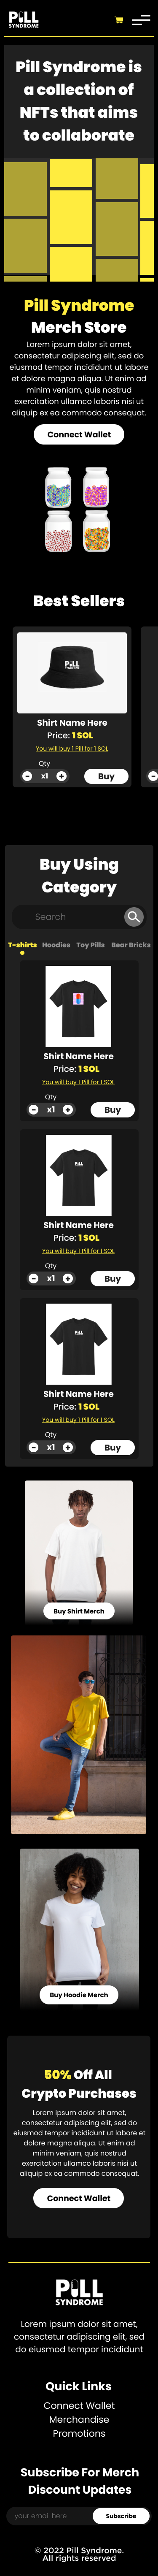 PILL
SYNDROME
Pill Syndrome is
a collection of
NFTs that aims
to collaborate
Pill Syndrome
Merch Store
Lorem ipsum dolor sit amet,
consectetur adipiscing elit, sed do
eiusmod tempor incididunt ut labore
et dolore magna aliqua. Ut enim ad
minim veniam, quis nostrud
exercitation ullamco laboris nisi ut
aliquip ex ea commodo consequat.
Connect Wallet
Best Sellers
PILL
SYNDROME
Shirt Name Here
Price: 1 SOL
You will buy 1 Pill for 1 SOL
Qty
x1
Buy
Buy Using
Category
Search
T-shirts Hoodies Toy Pills Bear Bricks
Shirt Name Here
Price: 1 SOL
You will buy 1 Pill for 1 SOL
Qty
x1 Buy
PILL
Shirt Name Here
Price: 1 SOL
You will buy 1 Pill for 1 SOL
Qty
x1 Buy
PILL
Shirt Name Here
Price: 1 SOL
You will buy 1 Pill for 1 SOL
Qty
x1 Buy
Buy Shirt Merch
Buy Hoodie Merch
50% Off All
Crypto Purchases
Lorem ipsum dolor sit amet,
consectetur adipiscing elit, sed do
eiusmod tempor incididunt ut labore et
dolore magna aliqua. Ut enim ad
minim veniam, quis nostrud
exercitation ullamco laboris nisi ut
aliquip ex ea commodo consequat.
Connect Wallet
PILL
SYNDROME
Lorem ipsum dolor sit amet,
consectetur adipiscing elit, sed
do eiusmod tempor incididunt
Quick Links
Connect Wallet
Merchandise
Promotions
Subscribe For Merch
Discount Updates
your email here
Subscribe
© 2022 Pill Syndrome.
All rights reserved